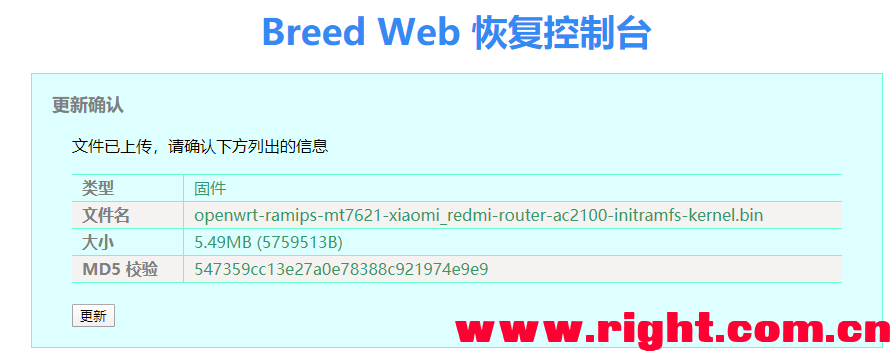 Breed Web 恢复控制台
更新确认
文件已上传，请确认下方列出的信息
类型 固件
文件名 openwrt-ramips-mt7621-xiaomi_redmi-router-ac2100-initramfs-kernel.bin
大小 5.49MB (5759513B)
MD5 校验 547359cc13e27a0e78388c921974e9e9
更新
www.right.com.cn